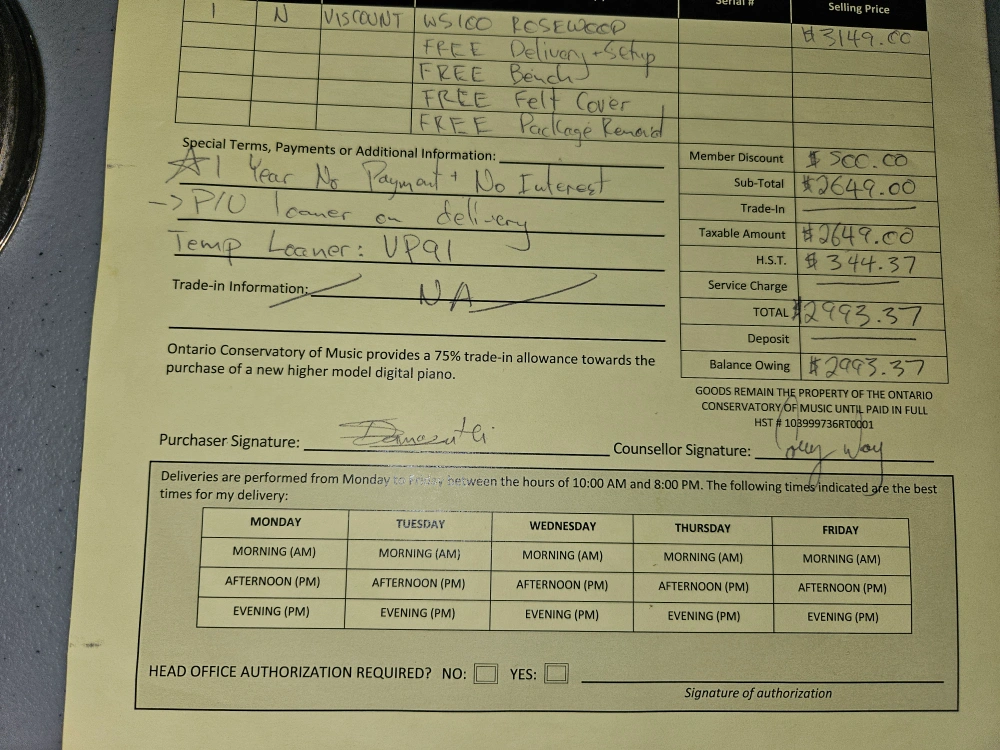 Serial #
Selling Price
1 N VISCOUNT WS100 ROSEWOOD $3149.00
FREE Delivery + Setup
FREE Bench
FREE Felt Cover
FREE Package Removal
Special Terms, Payments or Additional Information:
☆ 1 Year No Payment + No Interest
-> P/U loaner on delivery
Temp Loaner: VP91
Trade-in Information: NA
Ontario Conservatory of Music provides a 75% trade-in allowance towards the
purchase of a new higher model digital piano.
Member Discount $500.00
Sub-Total $2649.00
Trade-In
Taxable Amount $2649.00
H.S.T. $344.37
Service Charge
TOTAL $2993.37
Deposit
Balance Owing $2993.37
GOODS REMAIN THE PROPERTY OF THE ONTARIO
CONSERVATORY OF MUSIC UNTIL PAID IN FULL
HST # 103999736RT0001
Purchaser Signature:
Counsellor Signature: Way
Deliveries are performed from Monday to Friday between the hours of 10:00 AM and 8:00 PM. The following times indicated are the best
times for my delivery:
MONDAY TUESDAY WEDNESDAY THURSDAY FRIDAY
MORNING (AM) MORNING (AM) MORNING (AM) MORNING (AM) MORNING (AM)
AFTERNOON (PM) AFTERNOON (PM) AFTERNOON (PM) AFTERNOON (PM) AFTERNOON (PM)
EVENING (PM) EVENING (PM) EVENING (PM) EVENING (PM) EVENING (PM)
HEAD OFFICE AUTHORIZATION REQUIRED? NO: YES:
Signature of authorization